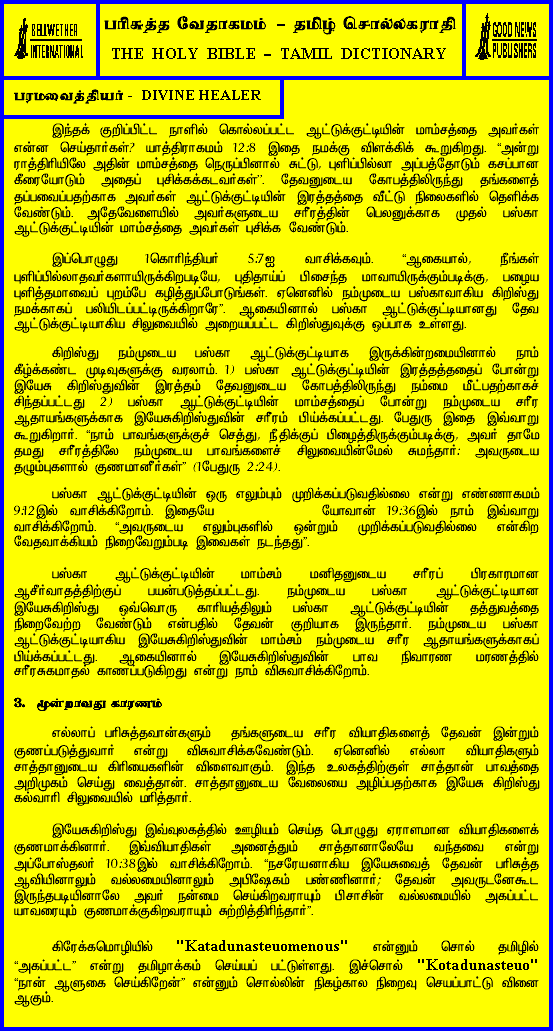 BELLWETHER
INTERNATIONAL
பரிசுத்த வேதாகமம் – தமிழ் சொல்லகராதி
THE HOLY BIBLE – TAMIL DICTIONARY
GOOD NEWS
PUBLISHERS
பரமவைத்தியர் - DIVINE HEALER
இந்தக் குறிப்பிட்ட நாளில் கொல்லப்பட்ட ஆட்டுக்குட்டியின் மாம்சத்தை அவர்கள்
என்ன செய்தார்கள்? யாத்திராகமம் 12:8 இதை நமக்கு விளக்கிக் கூறுகிறது. “அன்று
ராத்திரியிலே அதின் மாம்சத்தை நெருப்பினால் சுட்டு, புளிப்பில்லா அப்பத்தோடும் கசப்பான
கீரையோடும் அதைப் புசிக்கக்கடவர்கள்”. தேவனுடைய கோபத்திலிருந்து தங்களைத்
தப்பவைப்பதற்காக அவர்கள் ஆட்டுக்குட்டியின் இரத்தத்தை வீட்டு நிலைகளில் தெளிக்க
வேண்டும். அதேவேளையில் அவர்களுடைய சரீரத்தின் பெலனுக்காக முதல் பஸ்கா
ஆட்டுக்குட்டியின் மாம்சத்தை அவர்கள் புசிக்க வேண்டும்.
இப்பொழுது 1கொரிந்தியர் 5:7ஐ வாசிக்கவும். “ஆகையால், நீங்கள்
புளிப்பில்லாதவர்களாயிருக்கிறபடியே, புதிதாய்ப் பிசைந்த மாவாயிருக்கும்படிக்கு, பழைய
புளித்தமாவைப் புறம்பே கழித்துப்போடுங்கள். ஏனெனில் நம்முடைய பஸ்காவாகிய கிறிஸ்து
நமக்காகப் பலியிடப்பட்டிருக்கிறாரே”. ஆகையினால் பஸ்கா ஆட்டுக்குட்டியானது தேவ
ஆட்டுக்குட்டியாகிய சிலுவையில் அறையப்பட்ட கிறிஸ்துவுக்கு ஒப்பாக உள்ளது.
கிறிஸ்து நம்முடைய பஸ்கா ஆட்டுக்குட்டியாக இருக்கின்றமையினால் நாம்
கீழ்க்கண்ட முடிவுகளுக்கு வரலாம். 1) பஸ்கா ஆட்டுக்குட்டியின் இரத்தத்ததைப் போன்று
இயேசு கிறிஸ்துவின் இரத்தம் தேவனுடைய கோபத்திலிருந்து நம்மை மீட்பதற்காகச்
சிந்தப்பட்டது 2) பஸ்கா ஆட்டுக்குட்டியின் மாம்சத்தைப் போன்று நம்முடைய சரீர
ஆதாயங்களுக்காக இயேசுகிறிஸ்துவின் சரீரம் பிய்க்கப்பட்டது. பேதுரு இதை இவ்வாறு
கூறுகிறார். “நாம் பாவங்களுக்குச் செத்து, நீதிக்குப் பிழைத்திருக்கும்படிக்கு, அவர் தாமே
தமது சரீரத்திலே நம்முடைய பாவங்களைச் சிலுவையின்மேல் சுமந்தார்; அவருடைய
தழும்புகளால் குணமானீர்கள்” (1பேதுரு 2:24).
பஸ்கா ஆட்டுக்குட்டியின் ஒரு எலும்பும் முறிக்கப்படுவதில்லை என்று எண்ணாகமம்
9:12இல் வாசிக்கிறோம். இதையே யோவான் 19:36இல் நாம் இவ்வாறு
வாசிக்கிறோம். “அவருடைய எலும்புகளில் ஒன்றும் முறிக்கப்படுவதில்லை என்கிற
வேதவாக்கியம் நிறைவேறும்படி இவைகள் நடந்தது”.
பஸ்கா ஆட்டுக்குட்டியின் மாம்சம் மனிதனுடைய சரீரப் பிரகாரமான
ஆசீர்வாதத்திற்குப் பயன்படுத்தப்பட்டது. நம்முடைய பஸ்கா ஆட்டுக்குட்டியான
இயேசுகிறிஸ்து ஒவ்வொரு காரியத்திலும் பஸ்கா ஆட்டுக்குட்டியின் தத்துவத்தை
நிறைவேற்ற வேண்டும் என்பதில் தேவன் குறியாக இருந்தார். நம்முடைய பஸ்கா
ஆட்டுக்குட்டியாகிய இயேசுகிறிஸ்துவின் மாம்சம் நம்முடைய சரீர ஆதாயங்களுக்காகப்
பிய்க்கப்பட்டது. ஆகையினால் இயேசுகிறிஸ்துவின் பாவ நிவாரண மரணத்தில்
சரீரசுகமாதல் காணப்படுகிறது என்று நாம் விசுவாசிக்கிறோம்.
3. மூன்றாவது காரணம்
எல்லாப் பரிசுத்தவான்களும் தங்களுடைய சரீர வியாதிகளைத் தேவன் இன்றும்
குணப்படுத்துவார் என்று விசுவாசிக்கவேண்டும். ஏனெனில் எல்லா வியாதிகளும்
சாத்தானுடைய கிரியைகளின் விளைவாகும். இந்த உலகத்திற்குள் சாத்தான் பாவத்தை
அறிமுகம் செய்து வைத்தான். சாத்தானுடைய வேலையை அழிப்பதற்காக இயேசு கிறிஸ்து
கல்வாரி சிலுவையில் மரித்தார்.
இயேசுகிறிஸ்து இவ்வுலகத்தில் ஊழியம் செய்த பொழுது ஏராளமான வியாதிகளைக்
குணமாக்கினார். இவ்வியாதிகள் அனைத்தும் சாத்தானாலேயே வந்தவை என்று
அப்போஸ்தலர் 10:38இல் வாசிக்கிறோம். “நசரேயனாகிய இயேசுவைத் தேவன் பரிசுத்த
ஆவியினாலும் வல்லமையினாலும் அபிஷேகம் பண்ணினார்; தேவன் அவருடனேகூட
இருந்தபடியினாலே அவர் நன்மை செய்கிறவராயும் பிசாசின் வல்லமையில் அகப்பட்ட
யாவரையும் குணமாக்குகிறவராயும் சுற்றித்திரிந்தார்”.
கிரேக்கமொழியில் "Katadunasteuomenous" என்னும் சொல் தமிழில்
“அகப்பட்ட” என்று தமிழாக்கம் செய்யப் பட்டுள்ளது. இச்சொல் "Kotadunasteuo"
“நான் ஆளுகை செய்கிறேன்” என்னும் சொல்லின் நிகழ்கால நிறைவு செயப்பாட்டு வினை
ஆகும்.